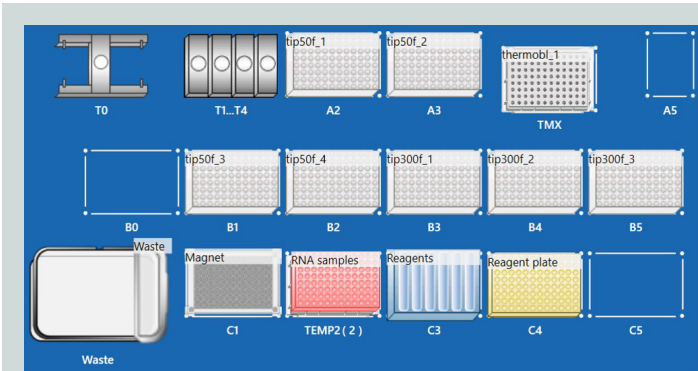 tip50f_1
tip50f_2
thermobl_1
T0
T1...T4
A2
A3
TMX
A5
tip50f_3
tip50f_4
tip300f_1
tip300f_2
tip300f_3
B0
B1
B2
B3
B4
B5
Waste
Magnet
RNA samples
Reagents
Reagent plate
C1
TEMP2 ( 2 )
C3
C4
C5
Waste